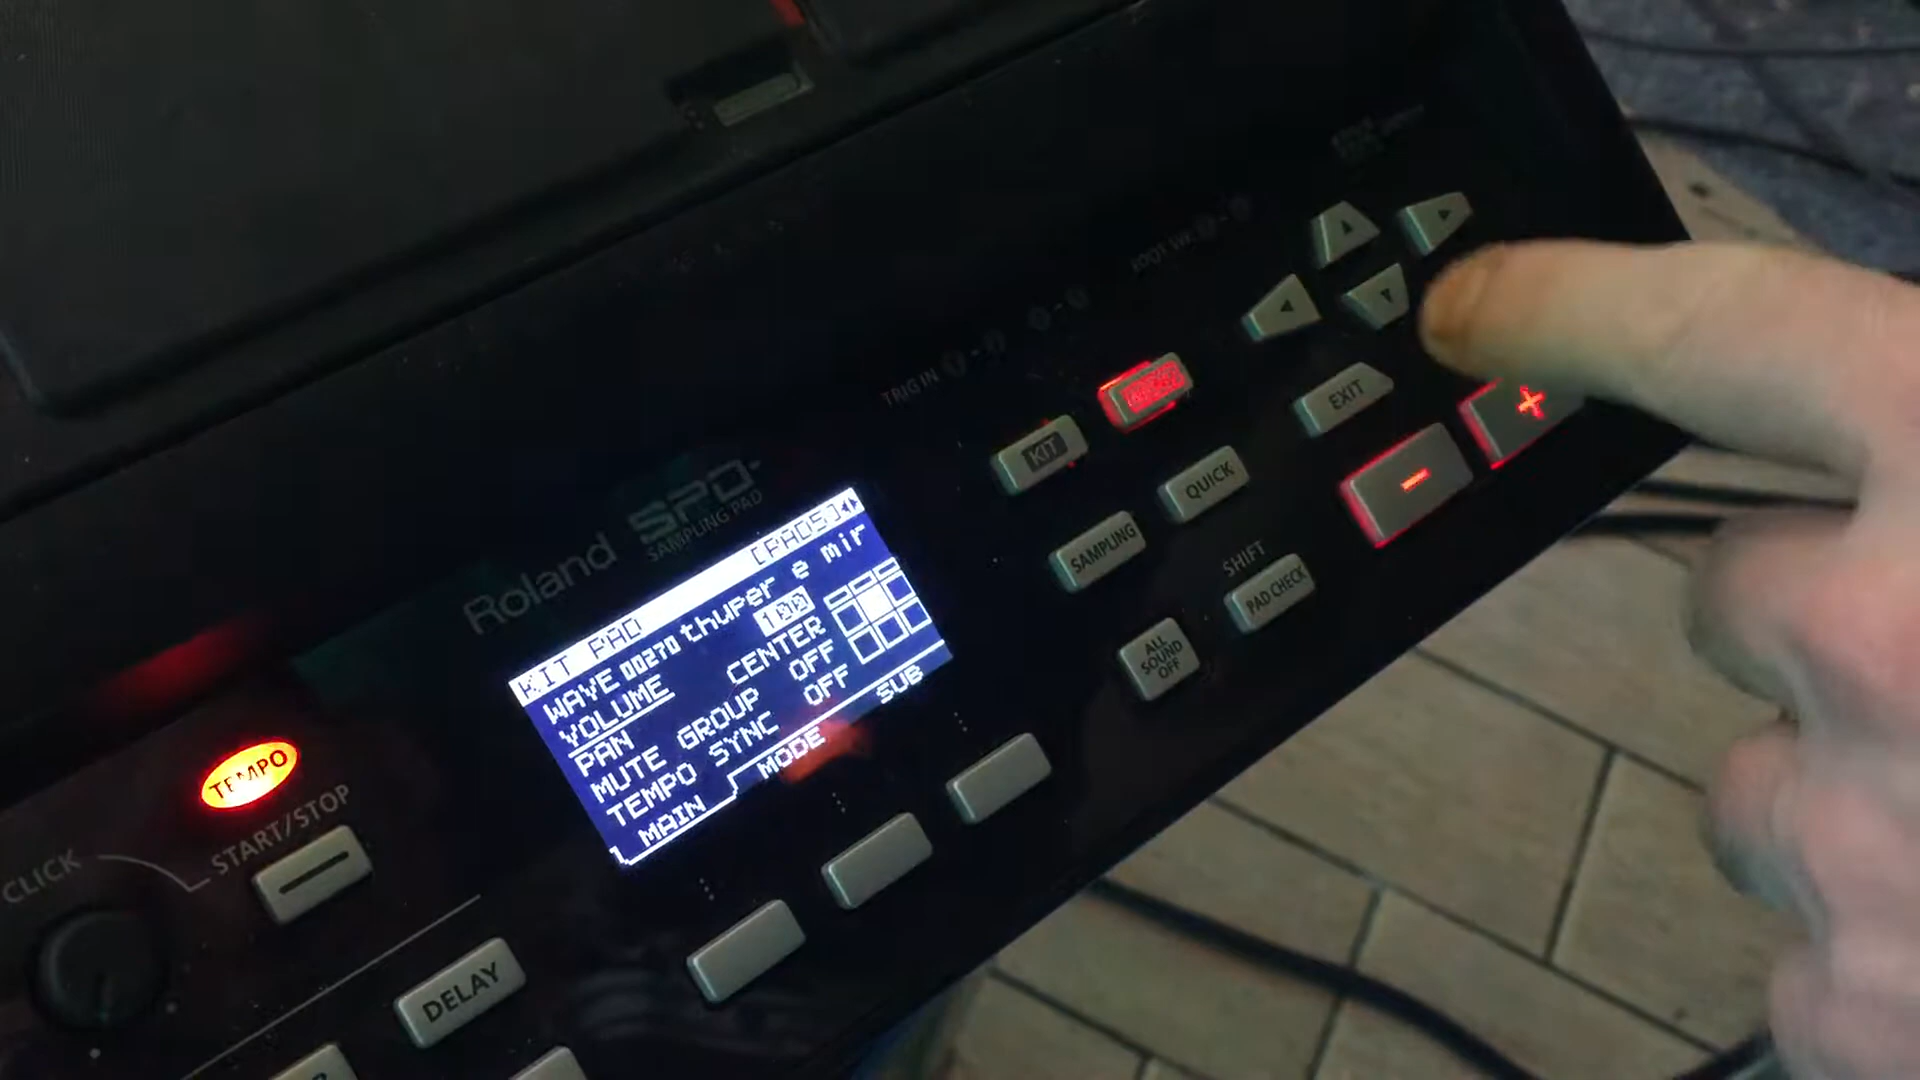 Roland SPD-
SAMPLING PAD
KIT PAD [PAD5]
WAVE 00270 thuper e mir
VOLUME 100
PAN CENTER
MUTE GROUP OFF
TEMPO SYNC OFF
MAIN MODE SUB
TEMPO
START/STOP
CLICK
DELAY
TRIG IN
KIT
QUICK
SAMPLING
EXIT
-
+
SHIFT
PAD CHECK
ALL
SOUND
OFF